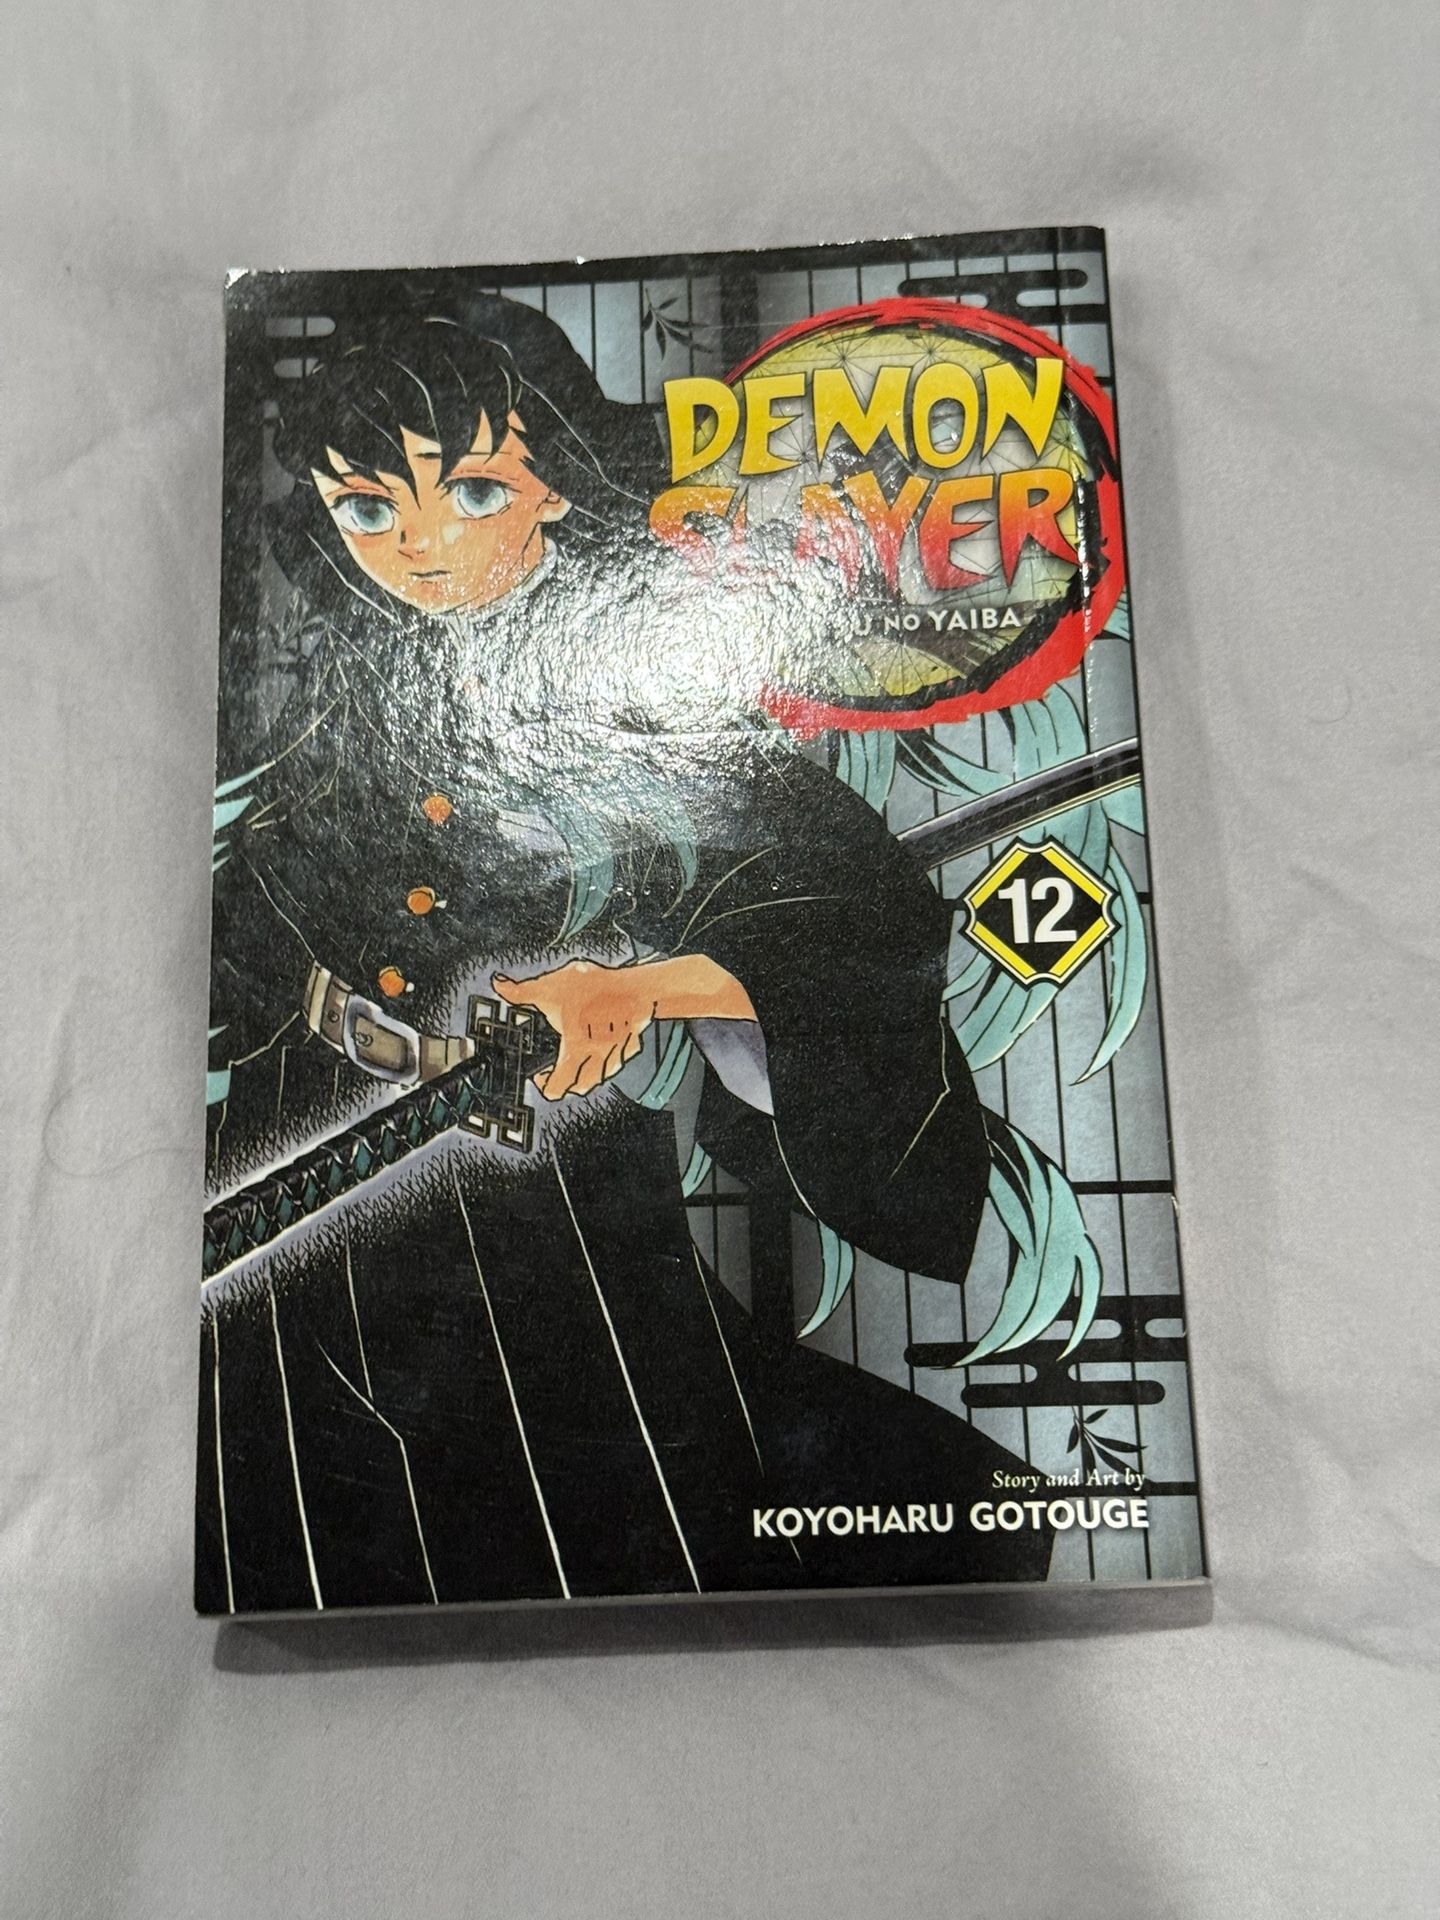 DEMON
SLAYER
NO YAIBA
12
Story and Art by
KOYOHARU GOTOUGE